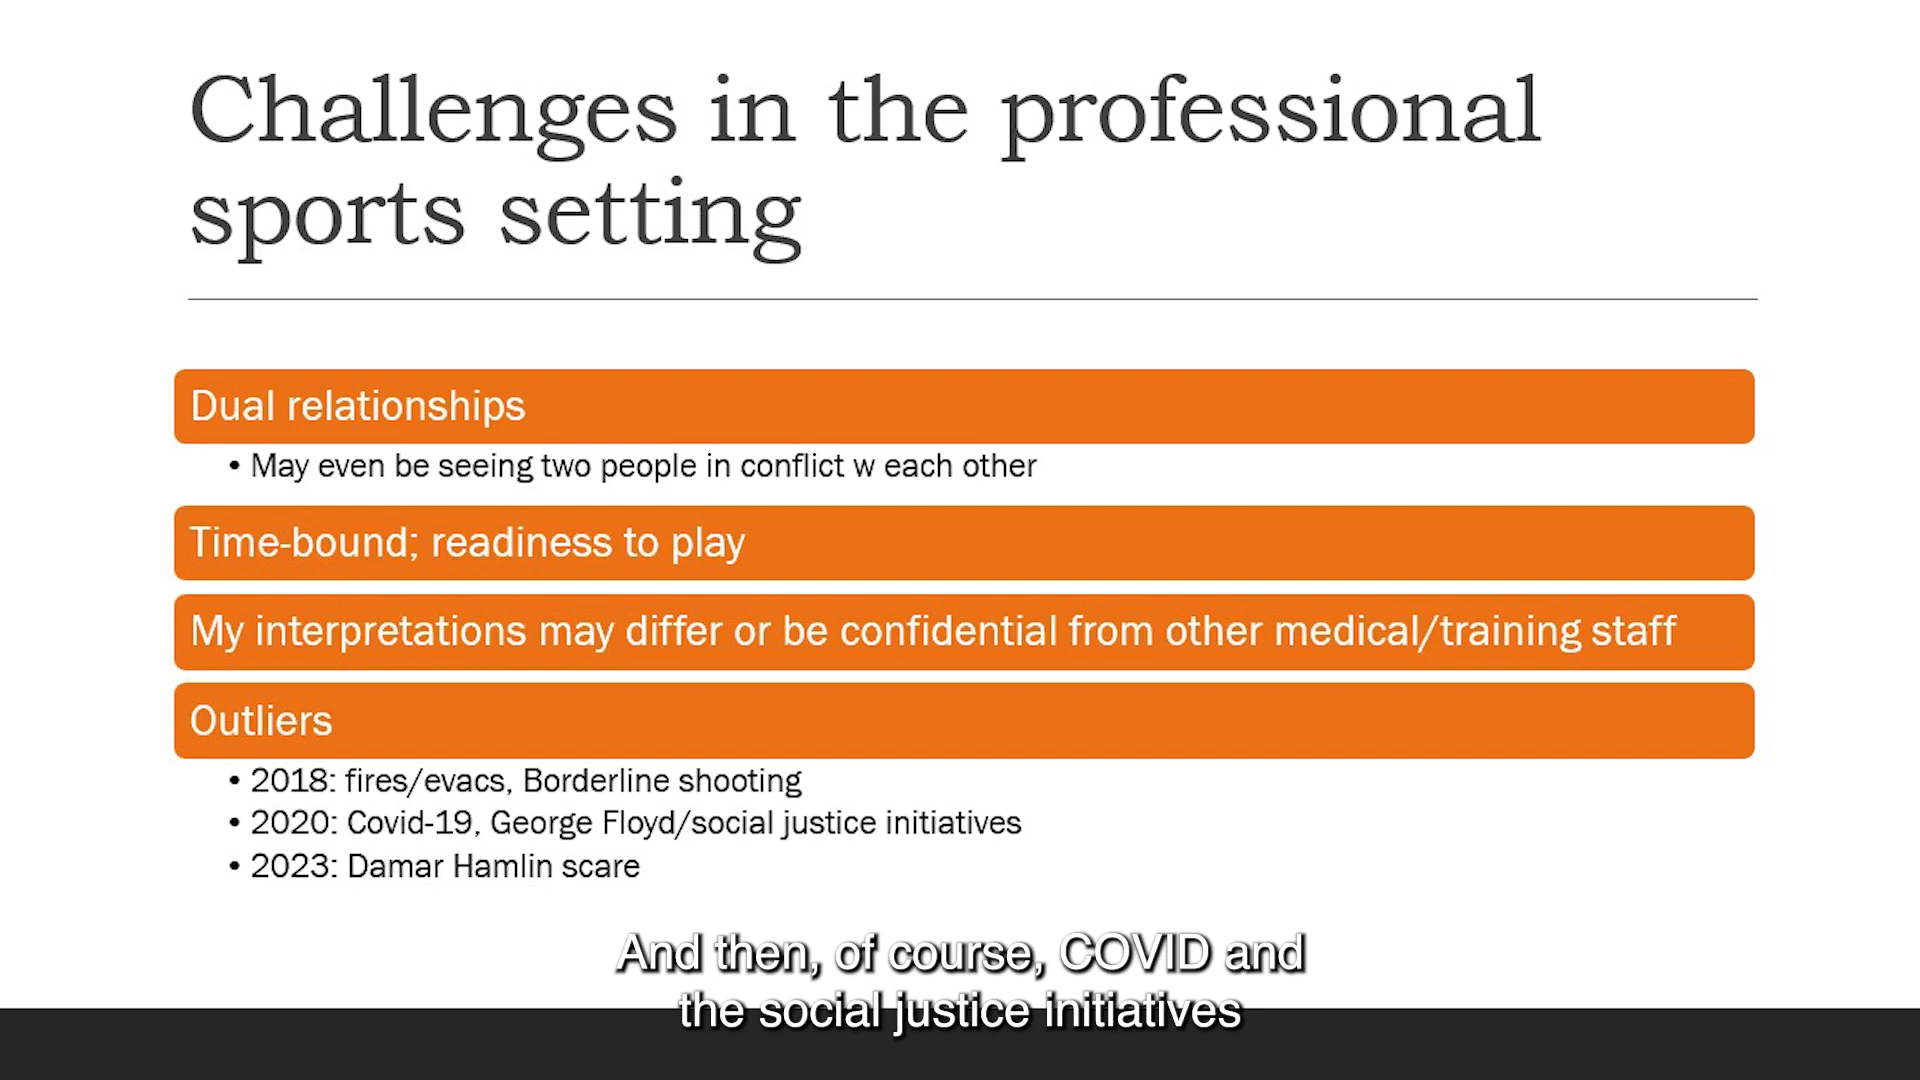 Challenges in the professional
sports setting
Dual relationships
• May even be seeing two people in conflict w each other
Time-bound; readiness to play
My interpretations may differ or be confidential from other medical/training staff
Outliers
• 2018: fires/evacs, Borderline shooting
• 2020: Covid-19, George Floyd/social justice initiatives
• 2023: Damar Hamlin scare
And then, of course, COVID and
the social justice initiatives